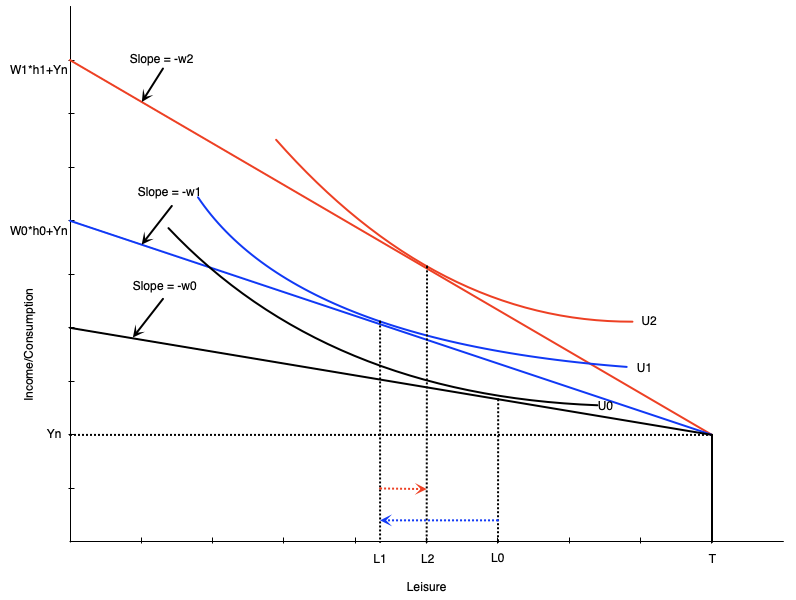 Slope = -w2
W1*h1+Yn
Slope = -w1
W0*h0+Yn
Slope = -w0
Income/Consumption
U2
U1
U0
Yn
L1
L2
L0
T
Leisure